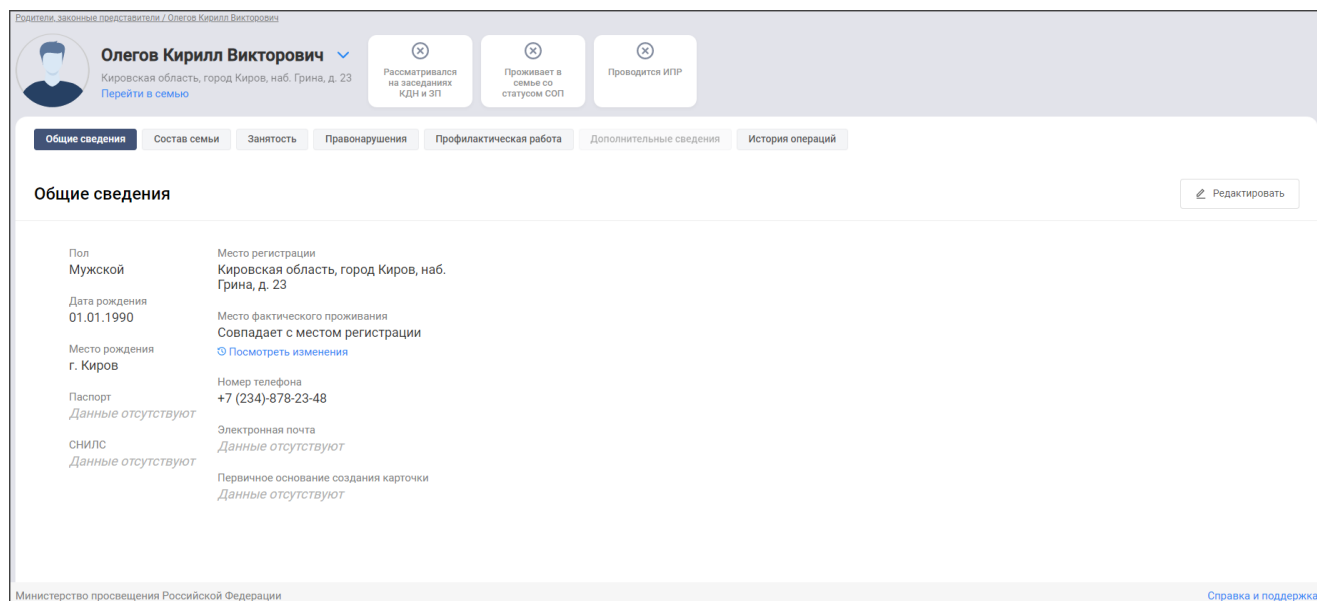 Родители, законные представители / Олегов Кирилл Викторович
Олегов Кирилл Викторович
Кировская область, город Киров, наб. Грина, д. 23
Перейти в семью
Рассматривался
на заседаниях
КДН и ЗП
Проживает в
семье со
статусом СОП
Проводится ИПР
Общие сведения
Состав семьи
Занятость
Правонарушения
Профилактическая работа
Дополнительные сведения
История операций
Общие сведения
Редактировать
Пол
Мужской
Дата рождения
01.01.1990
Место рождения
г. Киров
Паспорт
Данные отсутствуют
СНИЛС
Данные отсутствуют
Место регистрации
Кировская область, город Киров, наб.
Грина, д. 23
Место фактического проживания
Совпадает с местом регистрации
Посмотреть изменения
Номер телефона
+7 (234)-878-23-48
Электронная почта
Данные отсутствуют
Первичное основание создания карточки
Данные отсутствуют
Министерство просвещения Российской Федерации
Справка и поддержка